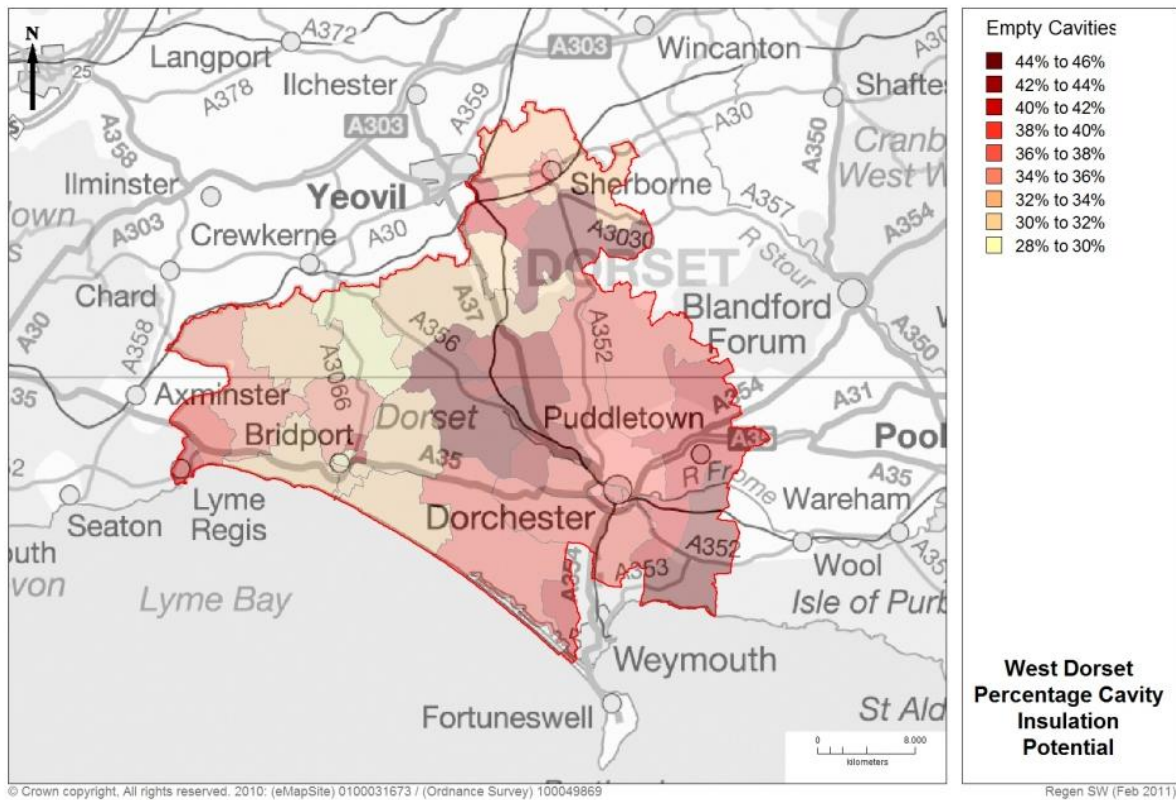 N
A372
Langport
25
A378
A358
Ilchester
A359
A303
A303
Wincanton
A30
Shaftes
A350
Cranb
West W
Ilminster
A303
Yeovil
Sherborne
A3030
A357
A354
R Stour
Crewkerne
A30
DORSET
Chard
A30
A358
A37
A356
A352
Blandford
Forum
A350
A3066
Axminster
Dorset
Puddletown
A354
A31
Bridport
A35
A35
Pool
R Frome
A35
Lyme
Regis
Seaton
Dorchester
Wareham
A352
A353
A354
Wool
Isle of Purb
Lyme Bay
Weymouth
Fortuneswell
St Ald
0 8.000
kilometers
Empty Cavities
44% to 46%
42% to 44%
40% to 42%
38% to 40%
36% to 38%
34% to 36%
32% to 34%
30% to 32%
28% to 30%
West Dorset
Percentage Cavity
Insulation
Potential
© Crown copyright, All rights reserved. 2010: (eMapSite) 0100031673 / (Ordnance Survey) 100049869
Regen SW (Feb 2011)